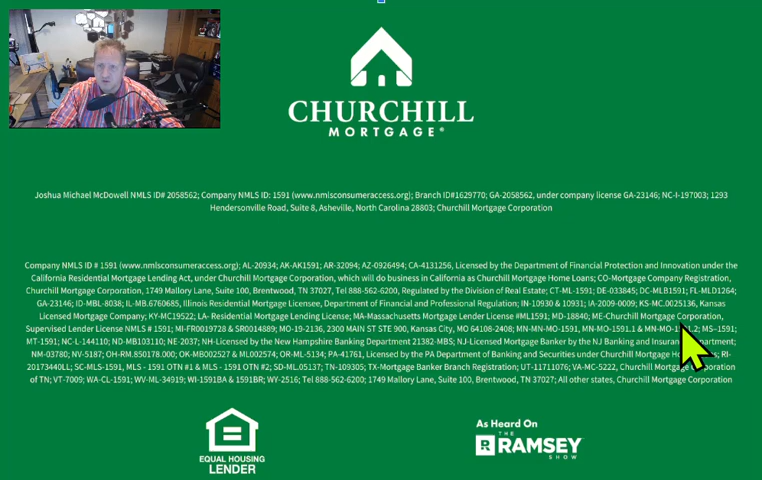 CHURCHILL
MORTGAGE®
Joshua Michael McDowell NMLS ID# 2058562; Company NMLS ID: 1591 (www.nmlsconsumeraccess.org); Branch ID#1629770; GA-2058562, under company license GA-23146; NC-I-197003; 1293
Hendersonville Road, Suite 8, Asheville, North Carolina 28803; Churchill Mortgage Corporation
Company NMLS ID # 1591 (www.nmlsconsumeraccess.org); AL-20934; AK-AK1591; AR-32094; AZ-0926494; CA-4131256, Licensed by the Department of Financial Protection and Innovation under the
California Residential Mortgage Lending Act, under Churchill Mortgage Corporation, which will do business in California as Churchill Mortgage Home Loans; CO-Mortgage Company Registration,
Churchill Mortgage Corporation, 1749 Mallory Lane, Suite 100, Brentwood, TN 37027, Tel 888-562-6200, Regulated by the Division of Real Estate; CT-ML-1591; DE-033845; DC-MLB1591; FL-MLD1264;
GA-23146; ID-MBL-8038; IL-MB.6760685, Illinois Residential Mortgage Licensee, Department of Financial and Professional Regulation; IN-10930 & 10931; IA-2009-0009; KS-MC.0025136, Kansas
Licensed Mortgage Company; KY-MC19522; LA- Residential Mortgage Lending License; MA-Massachusetts Mortgage Lender License #ML1591; MD-18840; ME-Churchill Mortgage Corporation,
Supervised Lender License NMLS # 1591; MI-FR0019728 & SR0014889; MO-19-2136, 2300 MAIN ST STE 900, Kansas City, MO 64108-2408; MN-MN-MO-1591, MN-MO-1591.1 & MN-MO-1591.2; MS-1591;
MT-1591; NC-L-144110; ND-MB103110; NE-2037; NH-Licensed by the New Hampshire Banking Department 21382-MBS; NJ-Licensed Mortgage Banker by the NJ Banking and Insurance Department;
NM-03780; NV-5187; OH-RM.850178.000; OK-MB002527 & ML002574; OR-ML-5134; PA-41761, Licensed by the PA Department of Banking and Securities under Churchill Mortgage RI-
20173440LL; SC-MLS-1591, MLS - 1591 OTN #1 & MLS - 1591 OTN #2; SD-ML.05137; TN-109305; TX-Mortgage Banker Branch Registration; UT-11711076; VA-MC-5222, Churchill Mortgage Corporation
of TN; VT-7009; WA-CL-1591; WV-ML-34919; WI-1591BA & 1591BR; WY-2516; Tel 888-562-6200; 1749 Mallory Lane, Suite 100, Brentwood, TN 37027; All other states, Churchill Mortgage Corporation
EQUAL HOUSING
LENDER
As Heard On
R THE
RAMSEY
SHOW